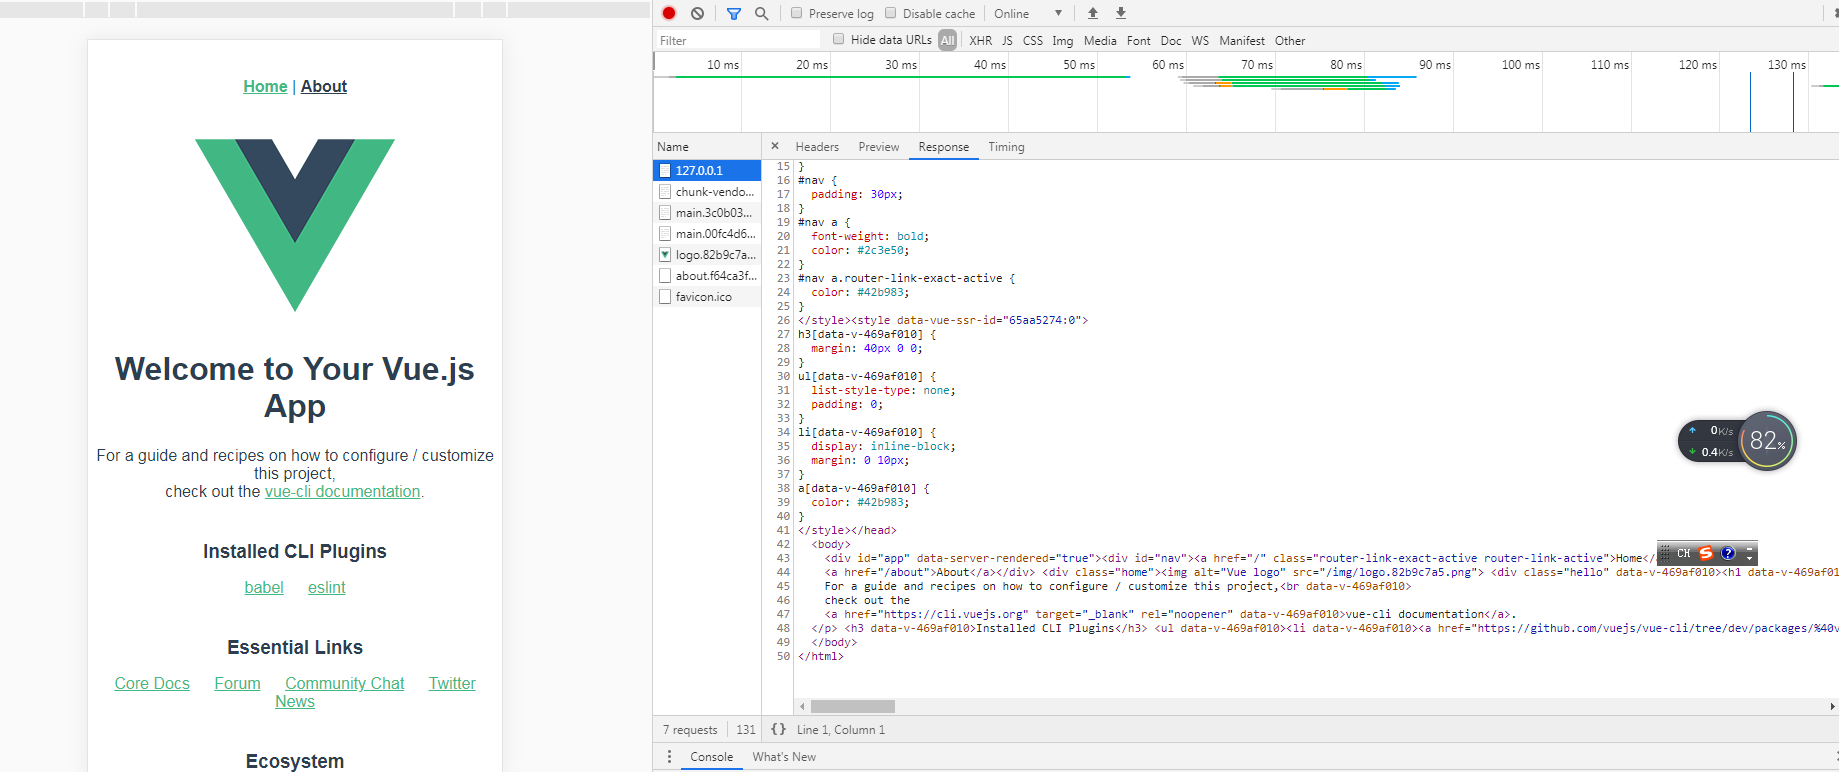 Home | About
Welcome to Your Vue.js
App
For a guide and recipes on how to configure / customize
this project,
check out the vue-cli documentation.
Installed CLI Plugins
babel eslint
Essential Links
Core Docs Forum Community Chat Twitter
News
Ecosystem
Preserve log Disable cache Online
Filter Hide data URLs All XHR JS CSS Img Media Font Doc WS Manifest Other
10 ms 20 ms 30 ms 40 ms 50 ms 60 ms 70 ms 80 ms 90 ms 100 ms 110 ms 120 ms 130 ms
Name
127.0.0.1
chunk-vendo...
main.3c0b03...
main.00fc4d6...
logo.82b9c7a...
about.f64ca3f...
favicon.ico
× Headers Preview Response Timing
15 }
16 #nav {
17 padding: 30px;
18 }
19 #nav a {
20 font-weight: bold;
21 color: #2c3e50;
22 }
23 #nav a.router-link-exact-active {
24 color: #42b983;
25 }
26 </style><style data-vue-ssr-id="65aa5274:0">
27 h3[data-v-469af010] {
28 margin: 40px 0 0;
29 }
30 ul[data-v-469af010] {
31 list-style-type: none;
32 padding: 0;
33 }
34 li[data-v-469af010] {
35 display: inline-block;
36 margin: 0 10px;
37 }
38 a[data-v-469af010] {
39 color: #42b983;
40 }
41 </style></head>
42 <body>
43 <div id="app" data-server-rendered="true"><div id="nav"><a href="/" class="router-link-exact-active router-link-active">Home</
44 <a href="/about">About</a></div> <div class="home"><img alt="Vue logo" src="/img/logo.82b9c7a5.png"> <div class="hello" data-v-469af010><h1 data-v-469af01
45 For a guide and recipes on how to configure / customize this project,<br data-v-469af010>
46 check out the
47 <a href="https://cli.vuejs.org" target="_blank" rel="noopener" data-v-469af010>vue-cli documentation</a>.
48 </p> <h3 data-v-469af010>Installed CLI Plugins</h3> <ul data-v-469af010><li data-v-469af010><a href="https://github.com/vuejs/vue-cli/tree/dev/packages/%40v
49 </body>
50 </html>
0K/s
0.4K/s
82%
CH S ?
7 requests 131 {} Line 1, Column 1
Console What's New